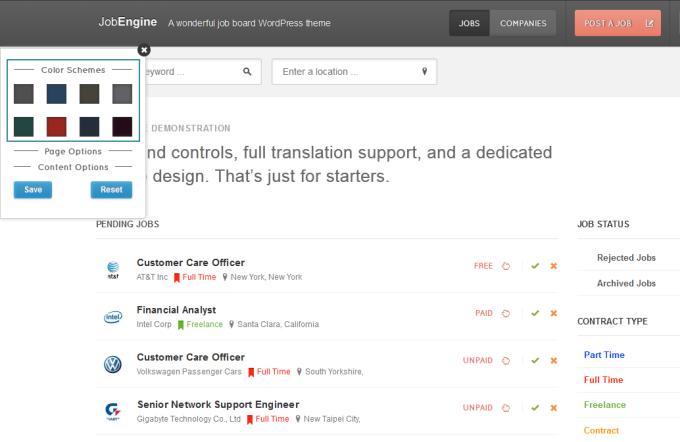 JobEngine A wonderful job board WordPress theme JOBS COMPANIES POST A JOB
Color Schemes
eyword ... Enter a location ...
E DEMONSTRATION
nd controls, full translation support, and a dedicated
design. That's just for starters.
Page Options
Content Options
Save Reset
PENDING JOBS
Customer Care Officer
AT&T Inc Full Time New York, New York
FREE
Financial Analyst
Intel Corp Freelance Santa Clara, California
PAID
Customer Care Officer
Volkswagen Passenger Cars Full Time South Yorkshire,
UNPAID
Senior Network Support Engineer
Gigabyte Technology Co., Ltd Full Time New Taipei City,
UNPAID
at&t
intel
JOB STATUS
Rejected Jobs
Archived Jobs
CONTRACT TYPE
Part Time
Full Time
Freelance
Contract